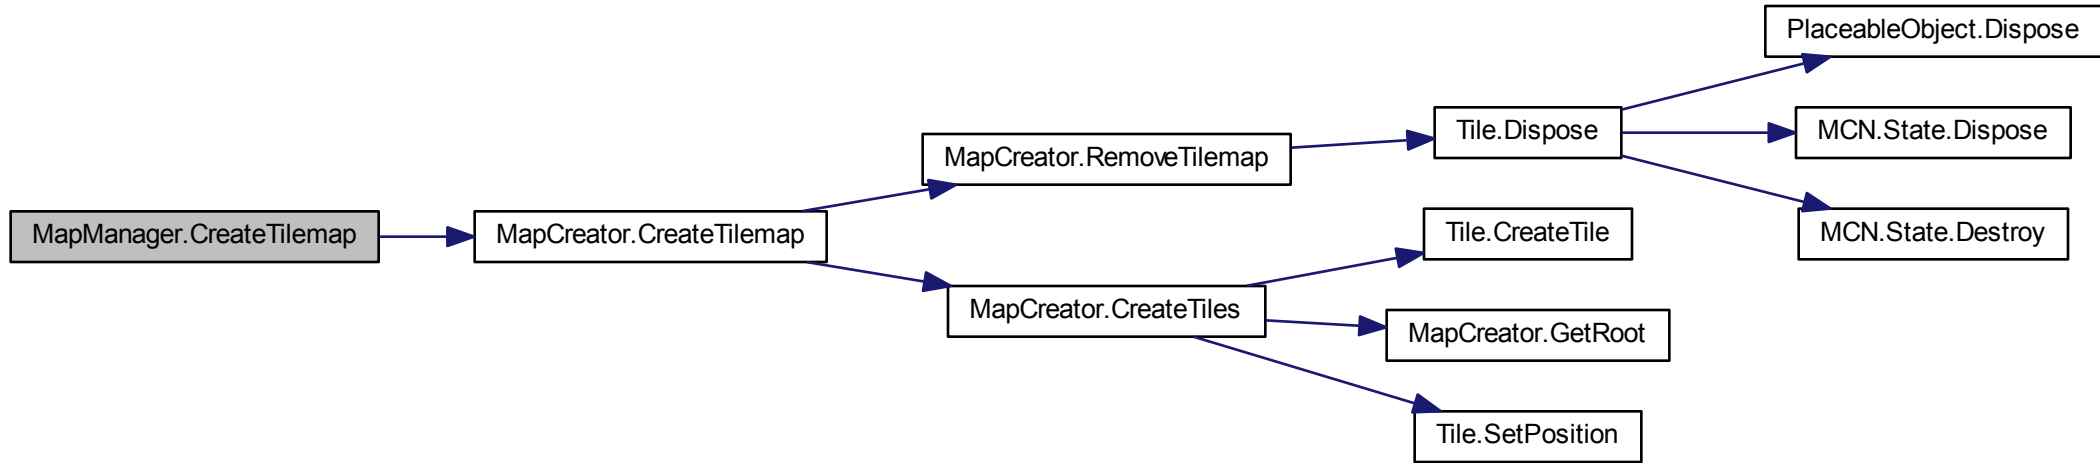 PlaceableObject.Dispose
Tile.Dispose
MCN.State.Dispose
MapCreator.RemoveTilemap
MapManager.CreateTilemap
MapCreator.CreateTilemap
Tile.CreateTile
MCN.State.Destroy
MapCreator.CreateTiles
MapCreator.GetRoot
Tile.SetPosition